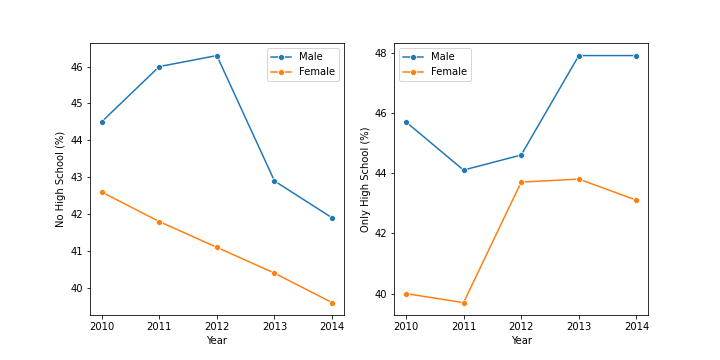 No High School (%)
46
45
44
43
42
41
40
2010 2011 2012 2013 2014
Year
Male
Female
Only High School (%)
48
46
44
42
40
2010 2011 2012 2013 2014
Year
Male
Female